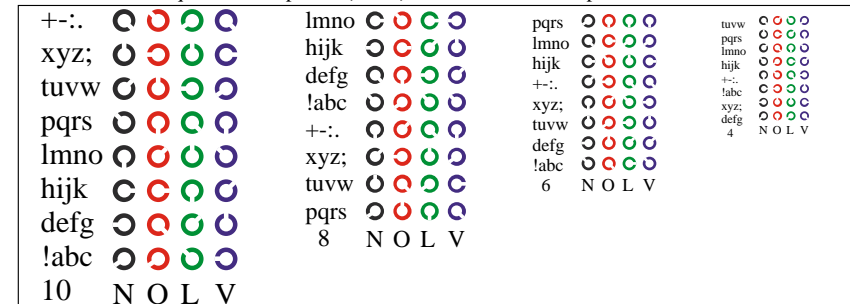 +-:.
xyz;
tuvw
pqrs
lmno
hijk
defg
!abc
10 N O L V
lmno
hijk
defg
!abc
+-:.
xyz;
tuvw
pqrs
8 N O L V
pqrs
lmno
hijk
+-:.
xyz;
tuvw
defg
!abc
6 N O L V
tuvw
pqrs
lmno
hijk
+-:.
!abc
xyz;
defg
4 N O L V